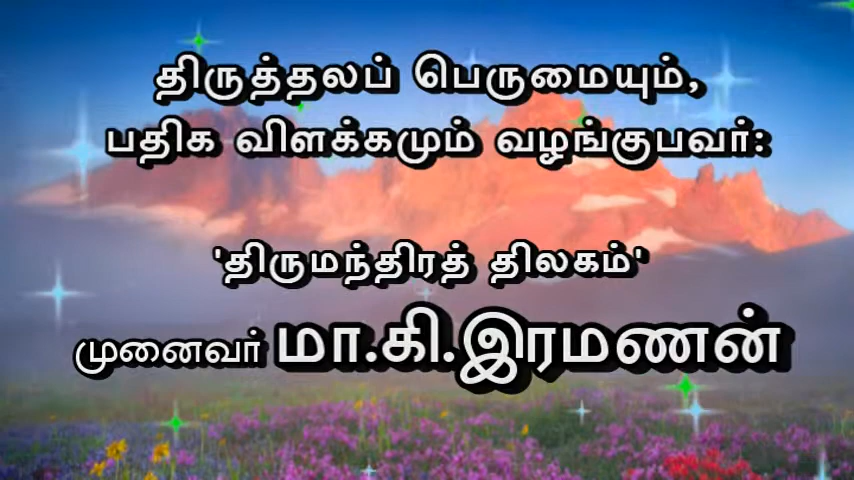 திருத்தலப் பெருமையும்,
பதிக விளக்கமும் வழங்குபவர்:
'திருமந்திரத் திலகம்'
முனைவர் மா.கி.இரமணன்